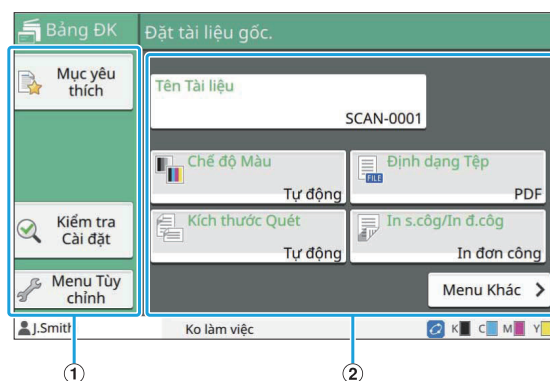 Bảng ĐK
Đặt tài liệu gốc.
Mục yêu
thích
Kiểm tra
Cài đặt
Menu Tùy
chỉnh
Tên Tài liệu
SCAN-0001
Chế độ Màu
Tự động
Định dạng Tệp
FILE
PDF
Kích thước Quét
Tự động
In s.côg/In đ.côg
In đơn công
Menu Khác
J.Smith
Ko làm việc
K C M Y
1
2